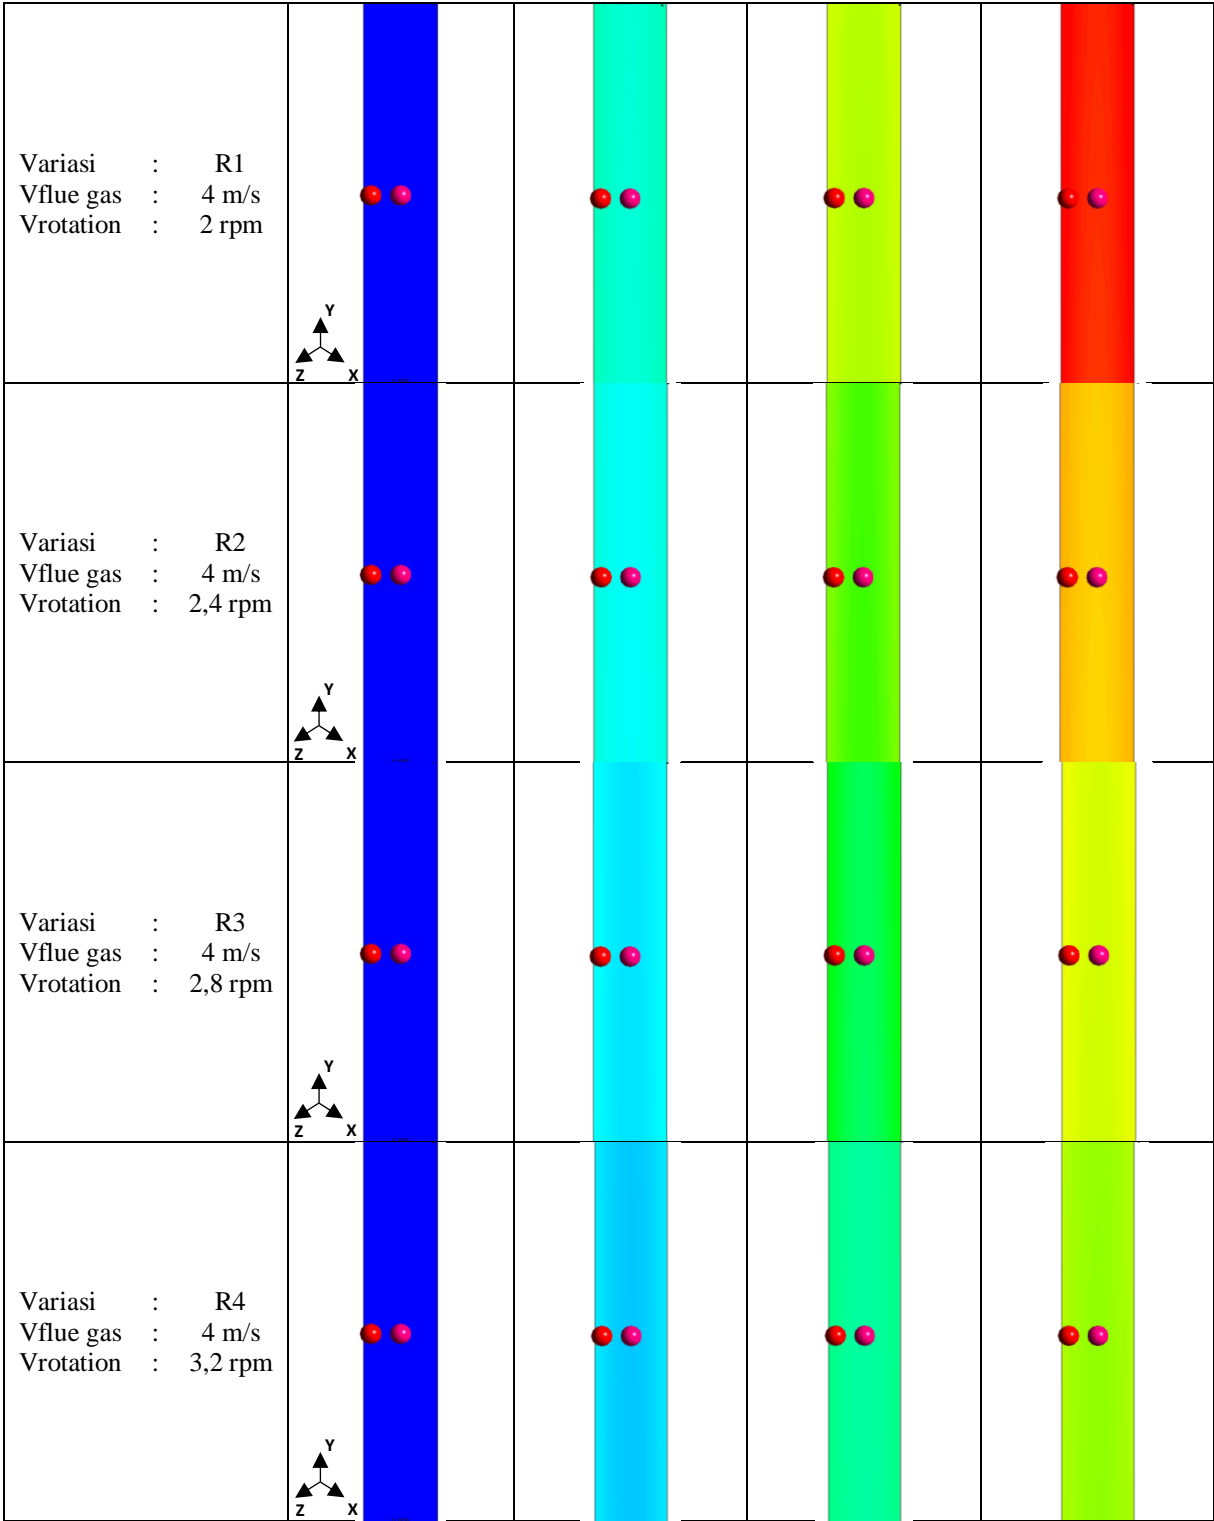 Variasi : R1
Vflue gas : 4 m/s
Vrotation : 2 rpm
Y
Z X
Variasi : R2
Vflue gas : 4 m/s
Vrotation : 2,4 rpm
Y
Z X
Variasi : R3
Vflue gas : 4 m/s
Vrotation : 2,8 rpm
Y
Z X
Variasi : R4
Vflue gas : 4 m/s
Vrotation : 3,2 rpm
Y
Z X